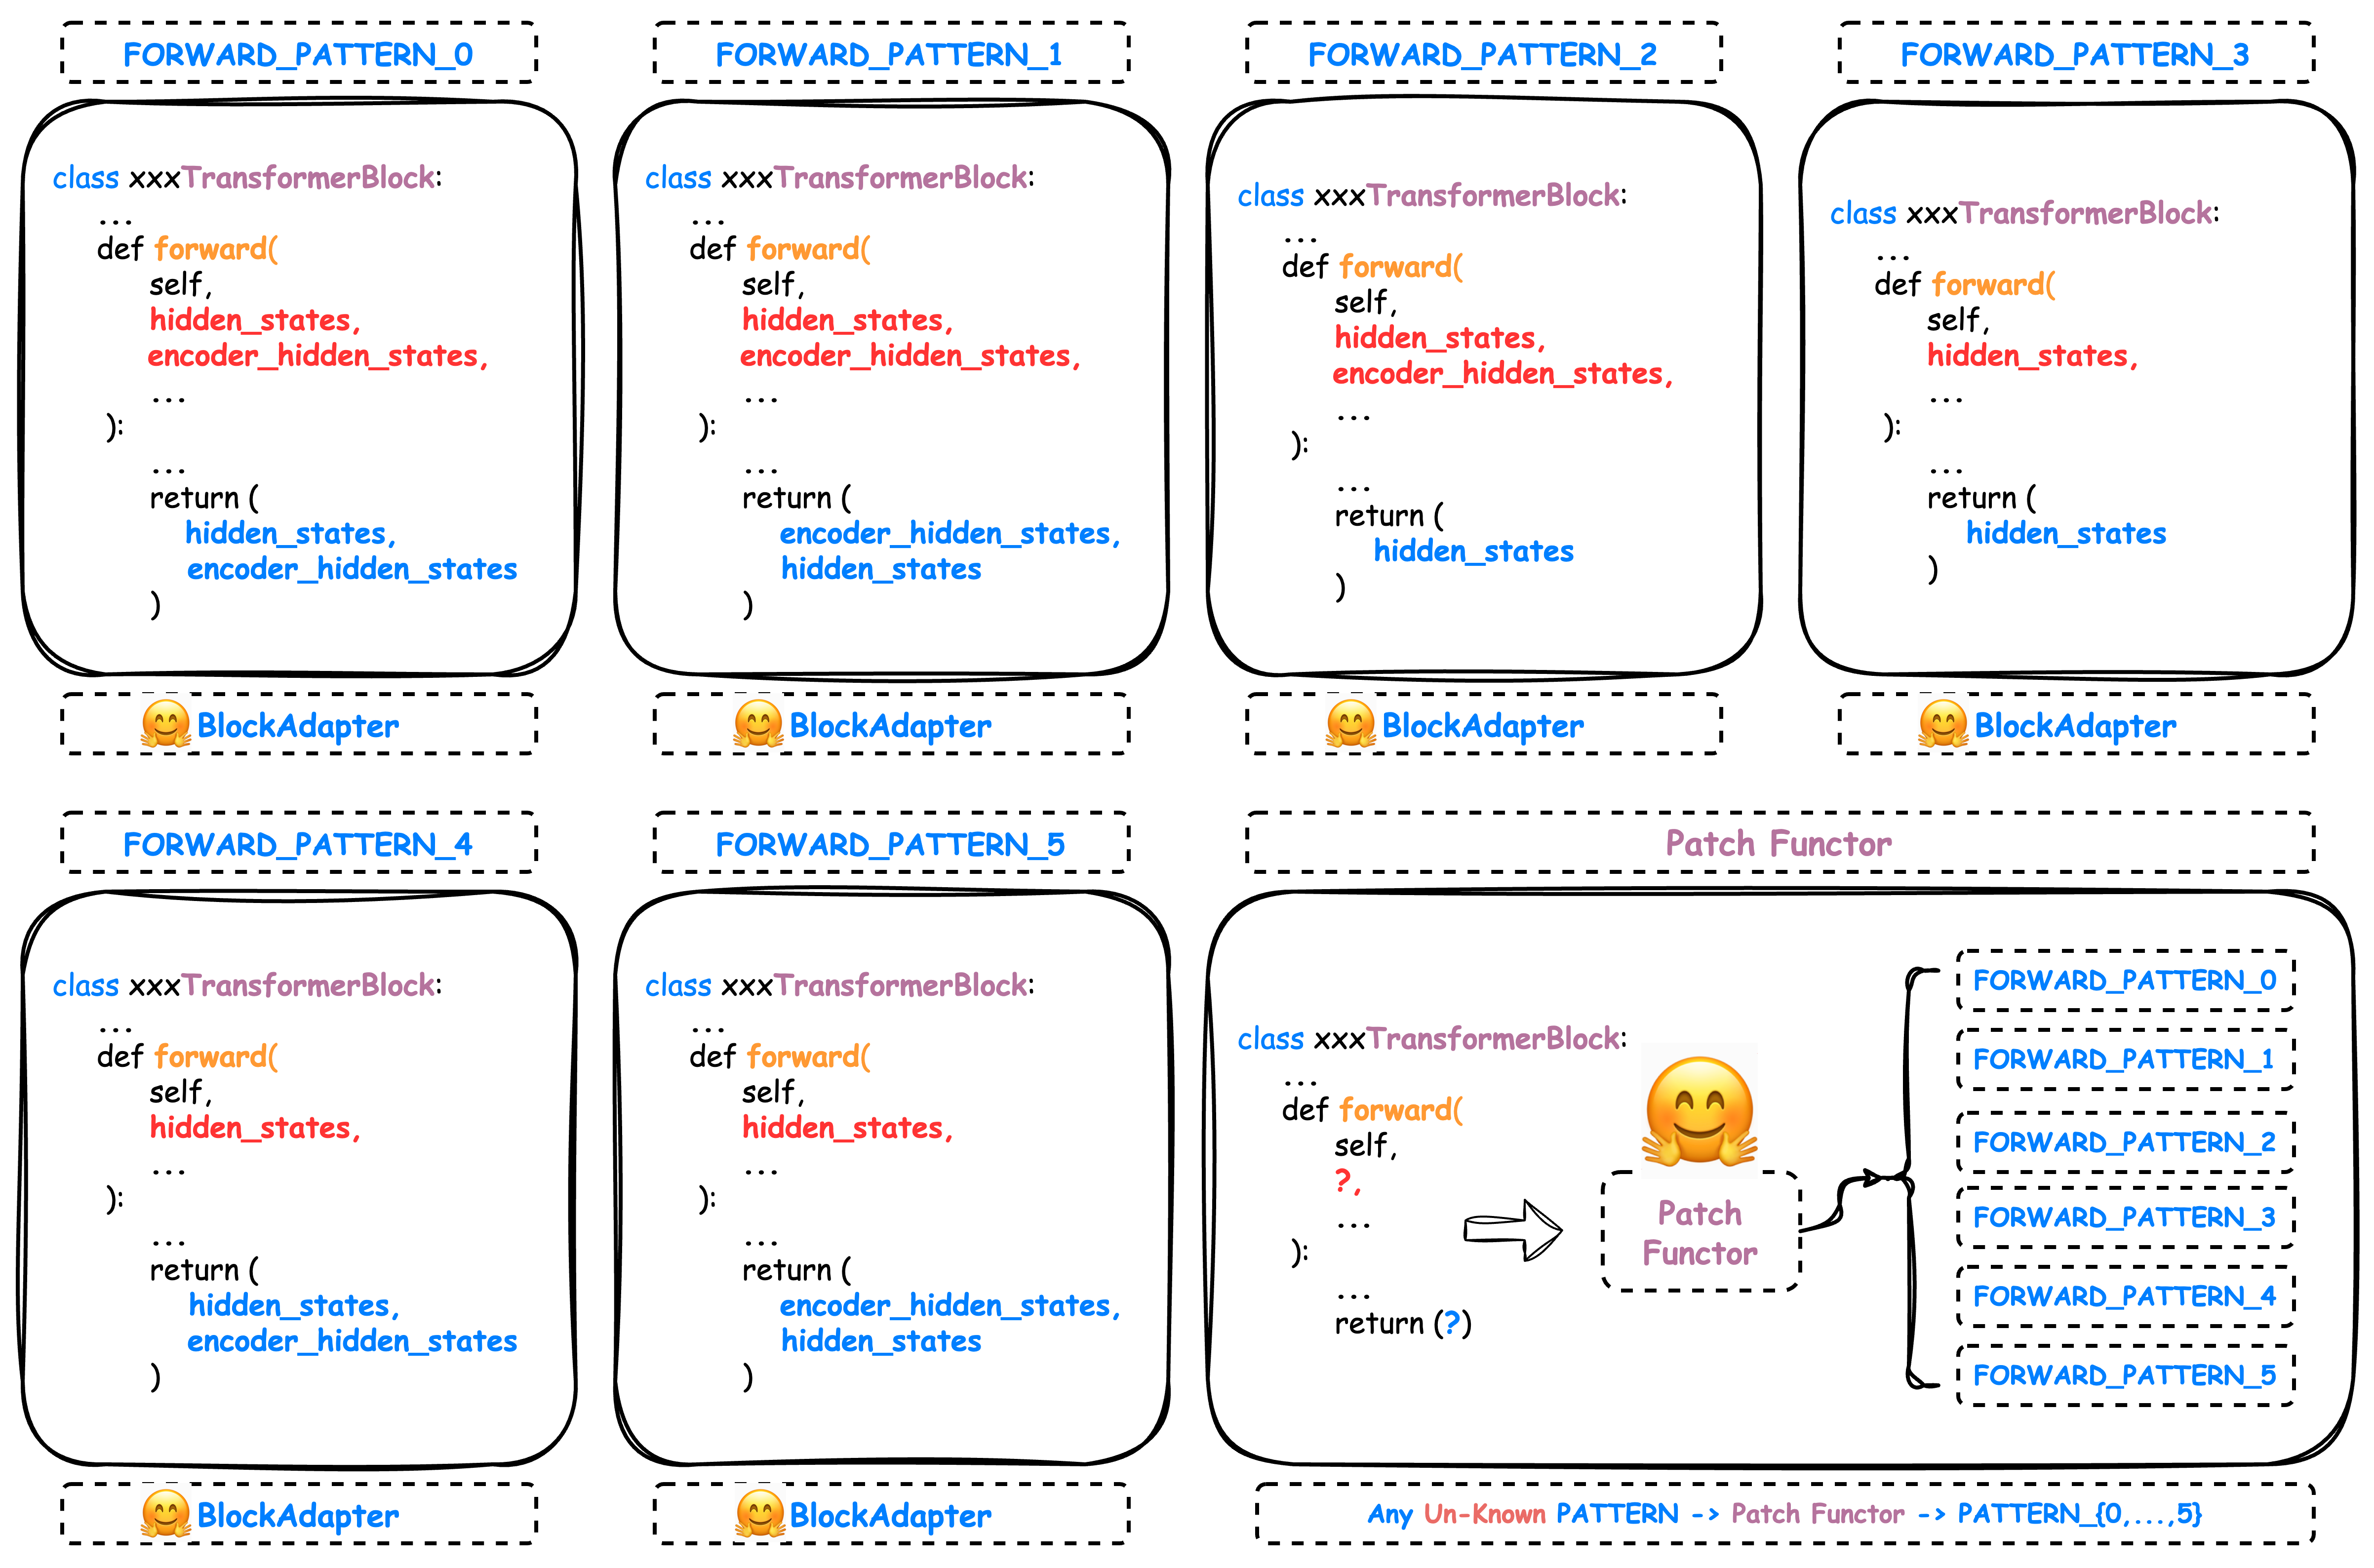 FORWARD_PATTERN_0
class xxxTransformerBlock:
...
def forward(
self,
hidden_states,
encoder_hidden_states,
...
):
...
return (
hidden_states,
encoder_hidden_states
)
BlockAdapter
FORWARD_PATTERN_1
class xxxTransformerBlock:
...
def forward(
self,
hidden_states,
encoder_hidden_states,
...
):
...
return (
encoder_hidden_states,
hidden_states
)
BlockAdapter
FORWARD_PATTERN_2
class xxxTransformerBlock:
...
def forward(
self,
hidden_states,
encoder_hidden_states,
...
):
...
return (
hidden_states
)
BlockAdapter
FORWARD_PATTERN_3
class xxxTransformerBlock:
...
def forward(
self,
hidden_states,
...
):
...
return (
hidden_states
)
BlockAdapter
FORWARD_PATTERN_4
class xxxTransformerBlock:
...
def forward(
self,
hidden_states,
...
):
...
return (
hidden_states,
encoder_hidden_states
)
BlockAdapter
FORWARD_PATTERN_5
class xxxTransformerBlock:
...
def forward(
self,
hidden_states,
...
):
...
return (
encoder_hidden_states,
hidden_states
)
BlockAdapter
Patch Functor
class xxxTransformerBlock:
...
def forward(
self,
?,
...
):
...
return (?)
Patch
Functor
FORWARD_PATTERN_0
FORWARD_PATTERN_1
FORWARD_PATTERN_2
FORWARD_PATTERN_3
FORWARD_PATTERN_4
FORWARD_PATTERN_5
Any Un-Known PATTERN -> Patch Functor -> PATTERN_{0,...,5}